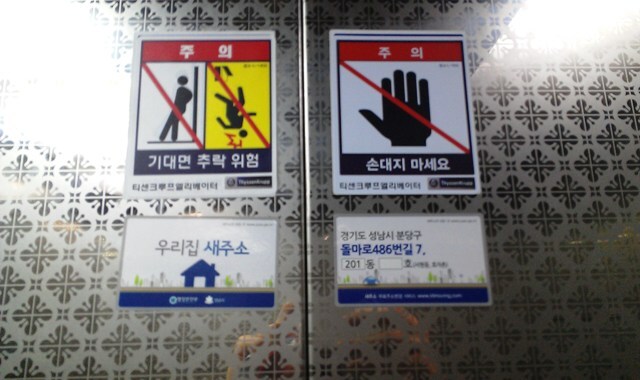 주 의
기대면 추락 위험
티센크루프엘리베이터 ThyssenKrupp
주 의
손대지 마세요
티센크루프엘리베이터 ThyssenKrupp
우리집 새주소
경기도 성남시 분당구
돌마로486번길 7,
201 동 호